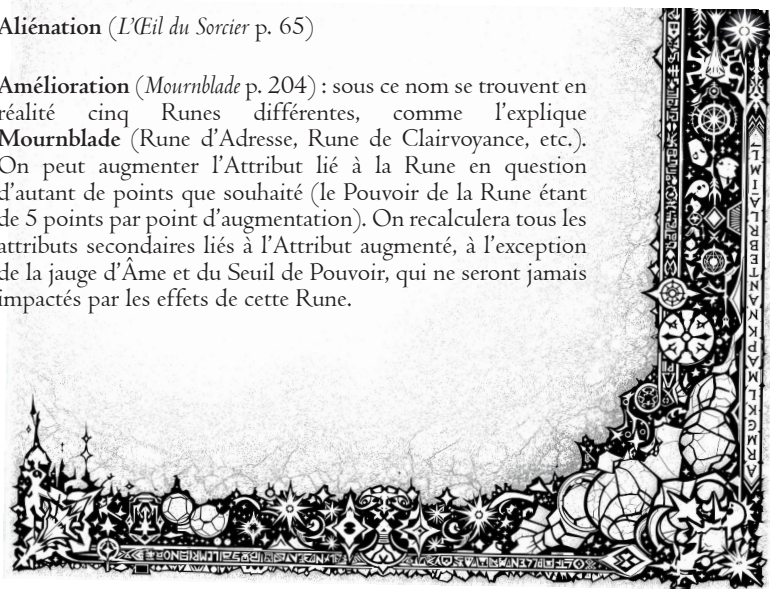 Aliénation (L'Œil du Sorcier p. 65)
Amélioration (Mournblade p. 204) : sous ce nom se trouvent en
réalité cinq Runes différentes, comme l'explique
Mournblade (Rune d'Adresse, Rune de Clairvoyance, etc.).
On peut augmenter l'Attribut lié à la Rune en question
d'autant de points que souhaité (le Pouvoir de la Rune étant
de 5 points par point d'augmentation). On recalculera tous les
attributs secondaires liés à l'Attribut augmenté, à l'exception
de la jauge d'Âme et du Seuil de Pouvoir, qui ne seront jamais
impactés par les effets de cette Rune.